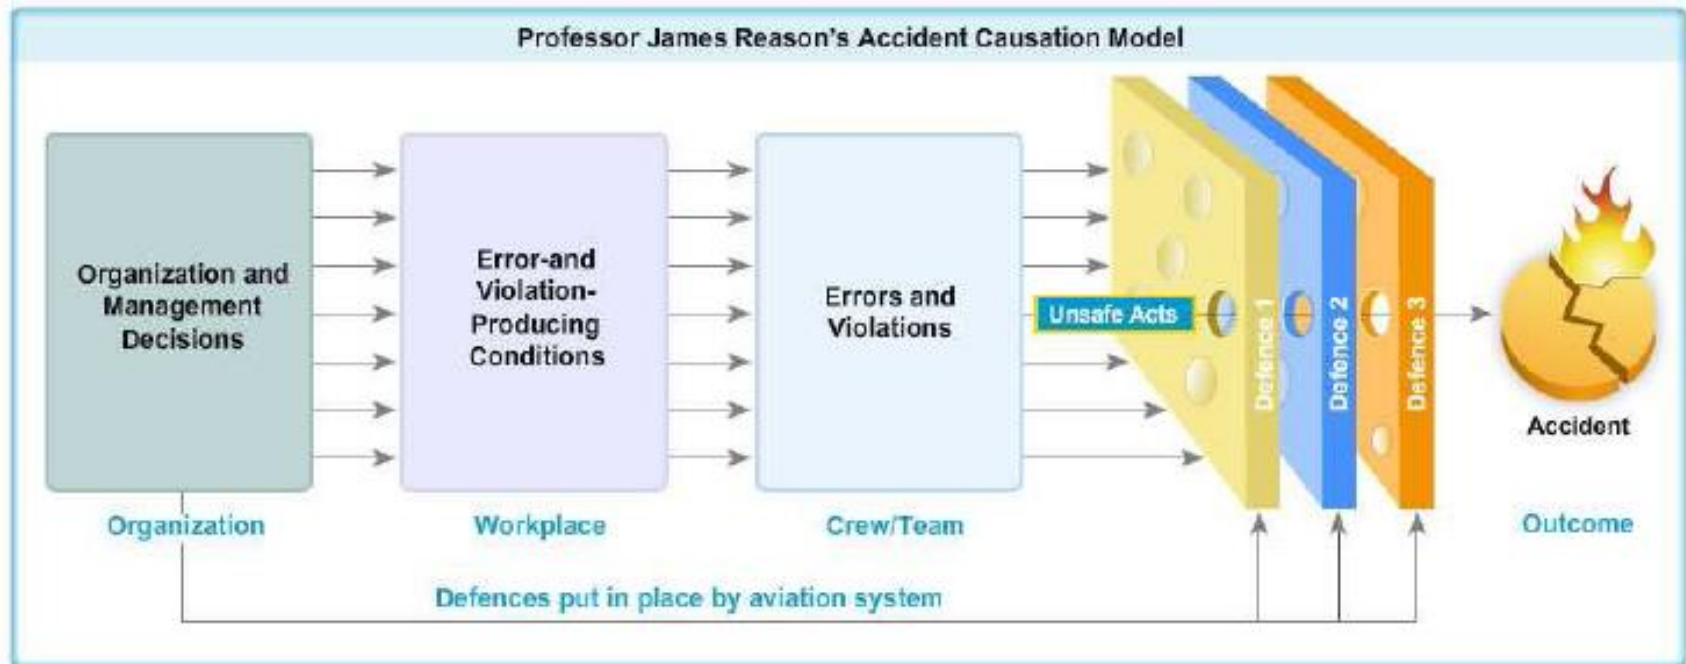 Professor James Reason's Accident Causation Model
Organization and
Management
Decisions
Error-and
Violation-
Producing
Conditions
Errors and
Violations
Unsafe Acts
Defence 1
Defence 2
Defence 3
Accident
Organization
Workplace
Crew/Team
Outcome
Defences put in place by aviation system